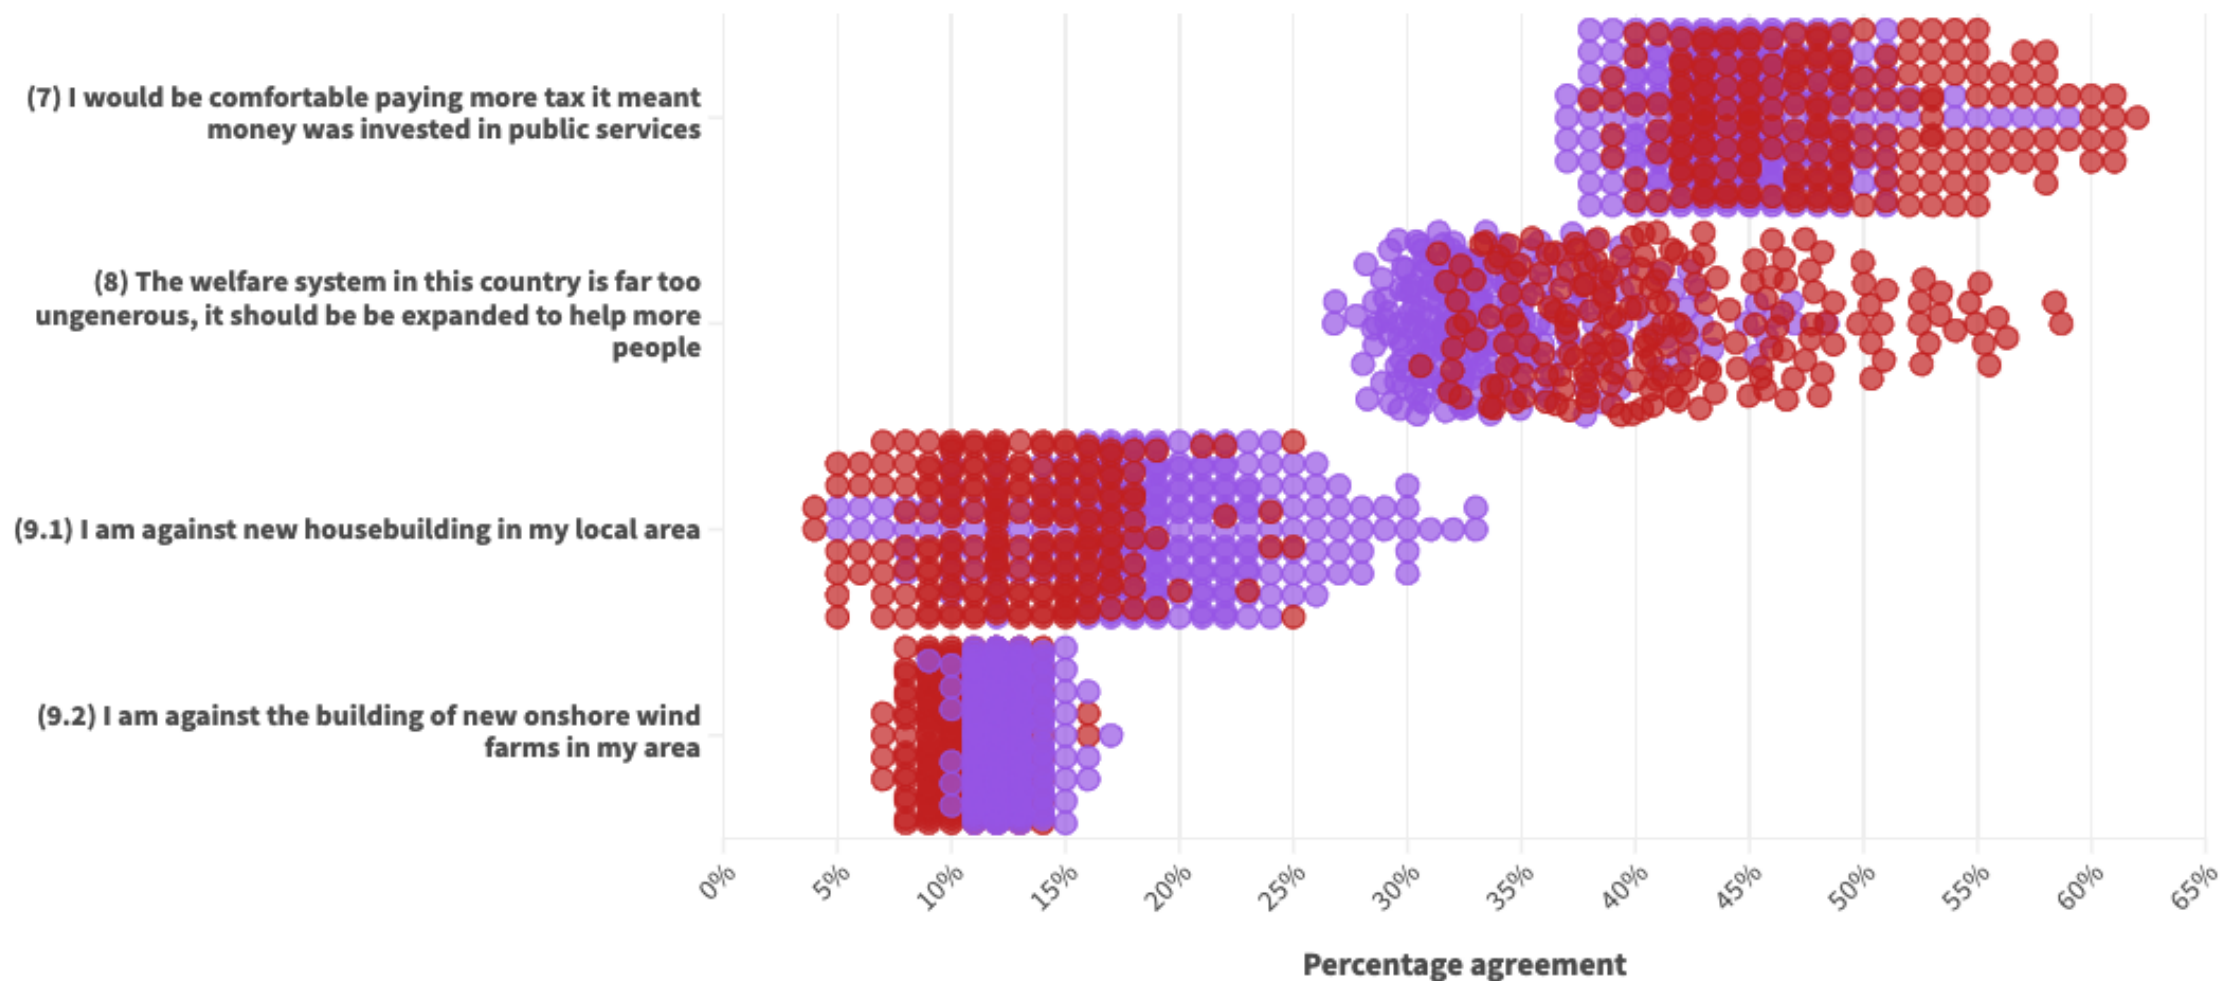 (7) I would be comfortable paying more tax it meant
money was invested in public services
(8) The welfare system in this country is far too
ungenerous, it should be be expanded to help more
people
(9.1) I am against new housebuilding in my local area
(9.2) I am against the building of new onshore wind
farms in my area
0% 5% 10% 15% 20% 25% 30% 35% 40% 45% 50% 55% 60% 65%
Percentage agreement